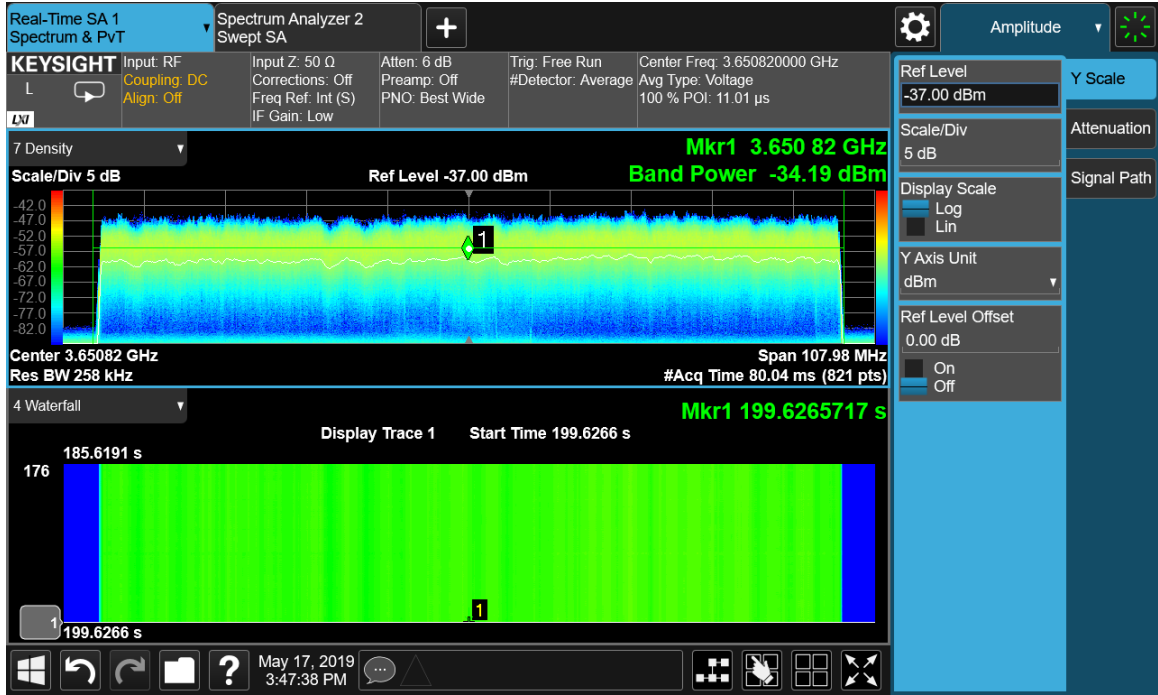 Real-Time SA 1
Spectrum & PvT
Spectrum Analyzer 2
Swept SA
Amplitude
KEYSIGHT
L
LXI
Input: RF
Coupling: DC
Align: Off
Input Z: 50 Ω
Corrections: Off
Freq Ref: Int (S)
IF Gain: Low
Atten: 6 dB
Preamp: Off
PNO: Best Wide
Trig: Free Run
#Detector: Average
Center Freq: 3.650820000 GHz
Avg Type: Voltage
100 % POI: 11.01 µs
7 Density
Mkr1 3.650 82 GHz
Scale/Div 5 dB
Ref Level -37.00 dBm
Band Power -34.19 dBm
-42.0
-47.0
-52.0
-57.0
-62.0
-67.0
-72.0
-77.0
-82.0
1
Center 3.65082 GHz
Span 107.98 MHz
Res BW 258 kHz
#Acq Time 80.04 ms (821 pts)
4 Waterfall
Mkr1 199.6265717 s
Display Trace 1
Start Time 199.6266 s
185.6191 s
176
1
1
199.6266 s
Ref Level
-37.00 dBm
Scale/Div
5 dB
Display Scale
Log
Lin
Y Axis Unit
dBm
Ref Level Offset
0.00 dB
On
Off
Y Scale
Attenuation
Signal Path
?
May 17, 2019
3:47:38 PM